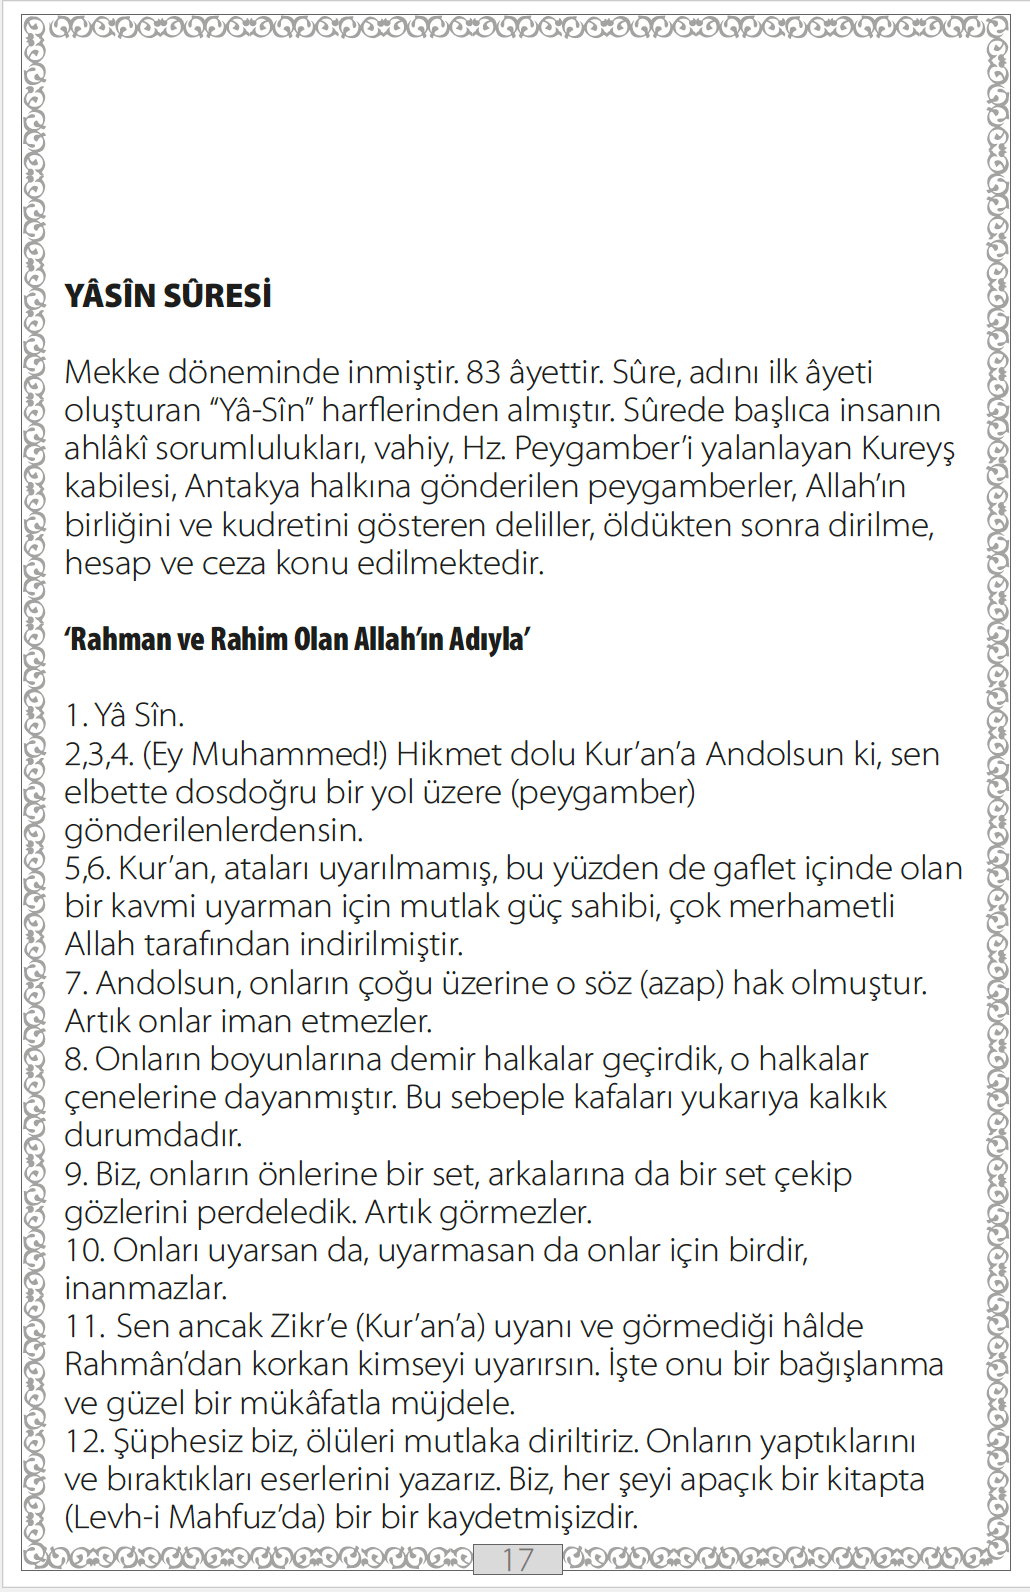 YÂSÎN SÛRESİ
Mekke döneminde inmiştir. 83 âyettir. Sûre, adını ilk âyeti
oluşturan “Yâ-Sîn” harflerinden almıştır. Sûrede başlıca insanın
ahlâkî sorumlulukları, vahiy, Hz. Peygamber’i yalanlayan Kureyş
kabilesi, Antakya halkına gönderilen peygamberler, Allah’ın
birliğini ve kudretini gösteren deliller, öldükten sonra dirilme,
hesap ve ceza konu edilmektedir.
‘Rahman ve Rahim Olan Allah’ın Adıyla’
1. Yâ Sîn.
2,3,4. (Ey Muhammed!) Hikmet dolu Kur’an’a Andolsun ki, sen
elbette dosdoğru bir yol üzere (peygamber)
gönderilenlerdensin.
5,6. Kur’an, ataları uyarılmamış, bu yüzden de gaflet içinde olan
bir kavmi uyarman için mutlak güç sahibi, çok merhametli
Allah tarafından indirilmiştir.
7. Andolsun, onların çoğu üzerine o söz (azap) hak olmuştur.
Artık onlar iman etmezler.
8. Onların boyunlarına demir halkalar geçirdik, o halkalar
çenelerine dayanmıştır. Bu sebeple kafaları yukarıya kalkık
durumdadır.
9. Biz, onların önlerine bir set, arkalarına da bir set çekip
gözlerini perdeledik. Artık görmezler.
10. Onları uyarsan da, uyarmasan da onlar için birdir,
inanmazlar.
11. Sen ancak Zikr’e (Kur’an’a) uyanı ve görmediği hâlde
Rahmân’dan korkan kimseyi uyarırsın. İşte onu bir bağışlanma
ve güzel bir mükâfatla müjdele.
12. Şüphesiz biz, ölüleri mutlaka diriltiriz. Onların yaptıklarını
ve bıraktıkları eserlerini yazarız. Biz, her şeyi apaçık bir kitapta
(Levh-i Mahfuz’da) bir bir kaydetmişizdir.
17